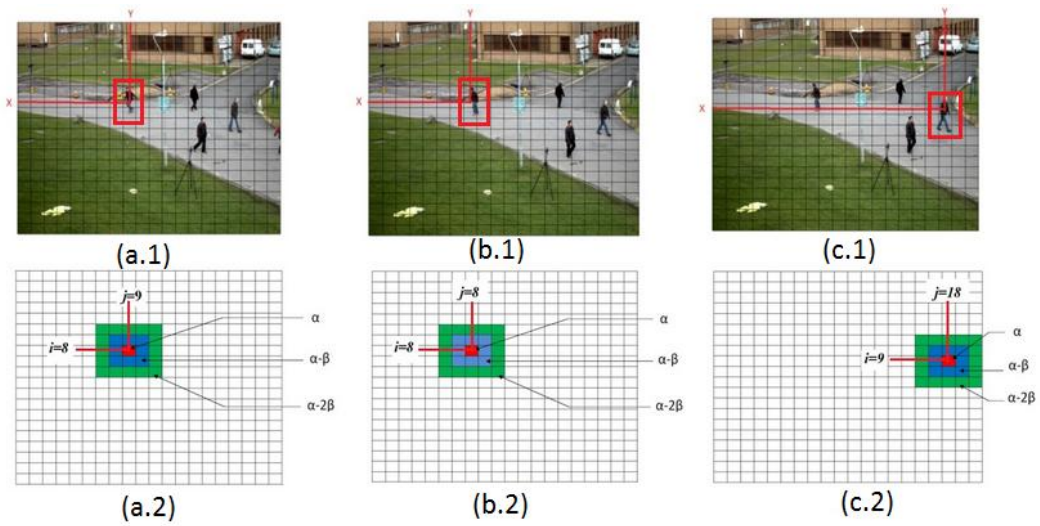 Y
Y
Y
X
X
X
(a.1)
(b.1)
(c.1)
j=9
j=8
j=18
α
α
α
i=8
i=8
i=9
α-β
α-β
α-β
α-2β
α-2β
α-2β
(a.2)
(b.2)
(c.2)